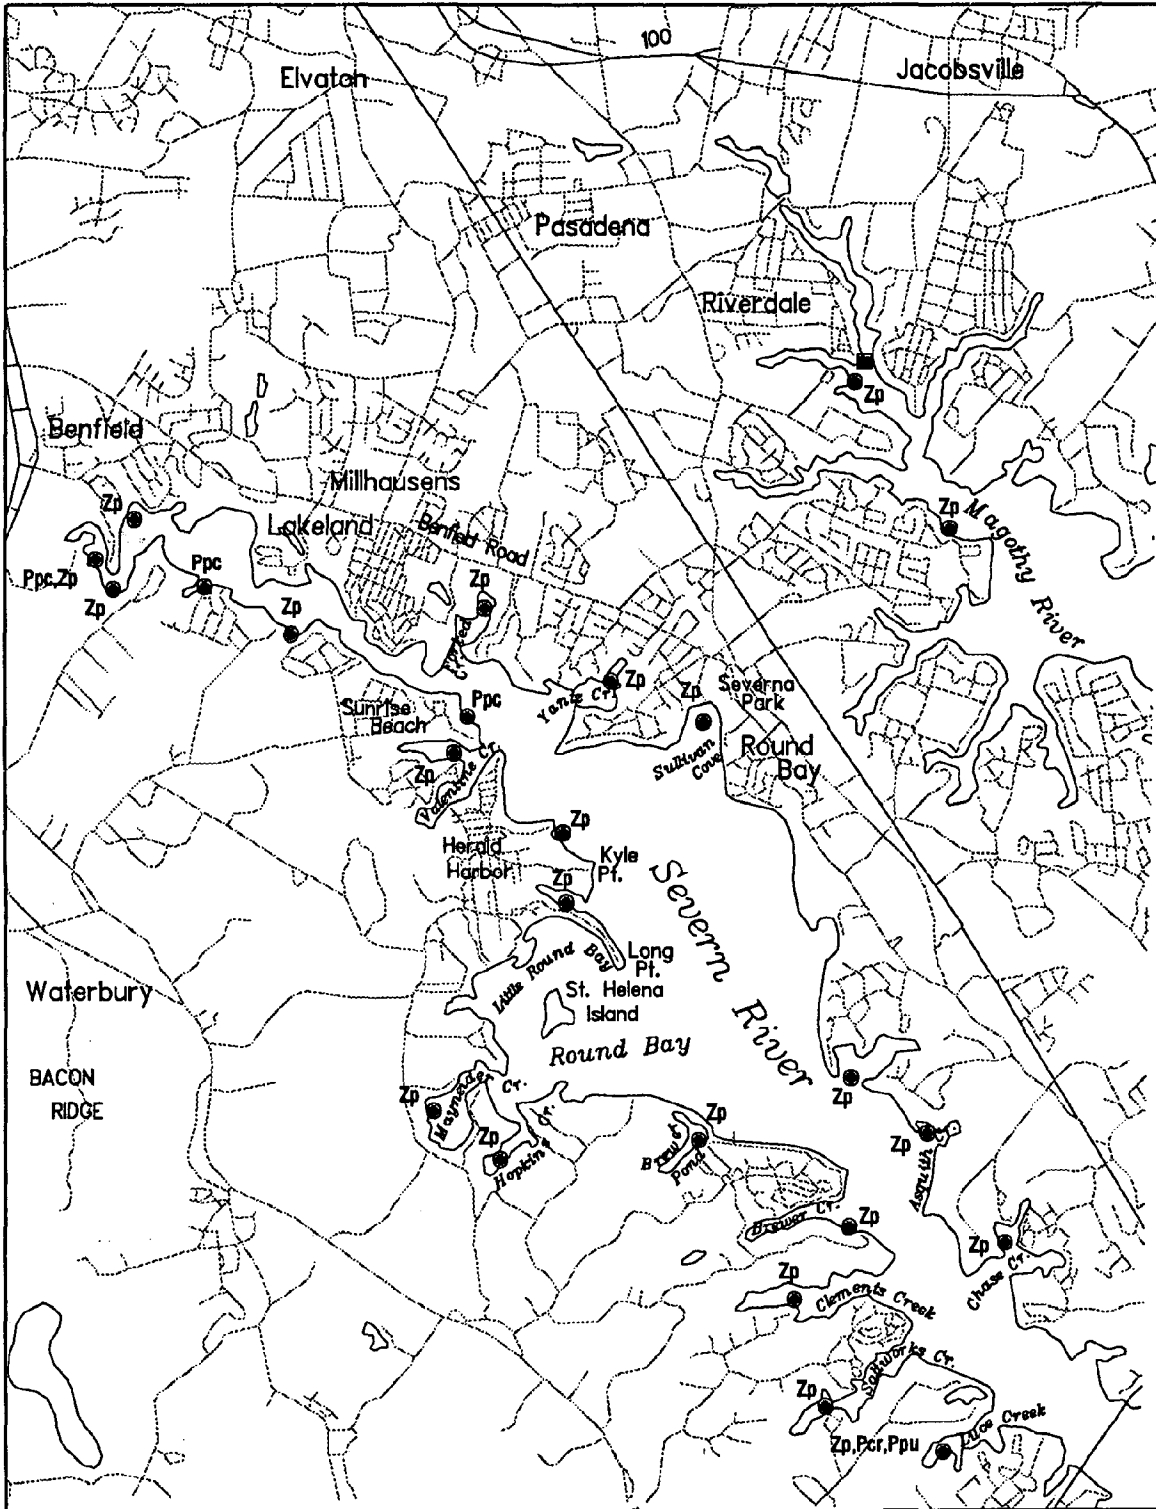 100
Elvaton
Jacobsville
Pasadena
Riverdale
Zp
Benfield
Millhausens
Zp
Lakeland
Benfield Road
Zp
Magothy
River
Ppc,Zp
Ppc
Zp
Zp
Zp
Crooked
Cr.
Zp
Zp
Severna
Park
Yantz Cr.
Sunrise
Beach
Ppc
Sullivan
Cove
Round
Bay
Zp
Valentine Cr.
Zp
Herald
Harbor
Kyle
Pt.
Zp
Severn
River
Little Round Bay
Long
Pt.
Waterbury
St. Helena
Island
Round Bay
BACON
RIDGE
Zp
Maynedier Cr.
Zp
Zp
Hopkins Cr.
Zp
Brewer
Pond
Zp
Asquith
Brewer Cr.
Zp
Zp
Chase Cr.
Zp
Clements Creek
Saltworks Cr.
Zp
Zp,Pcr,Ppu
Luce Creek